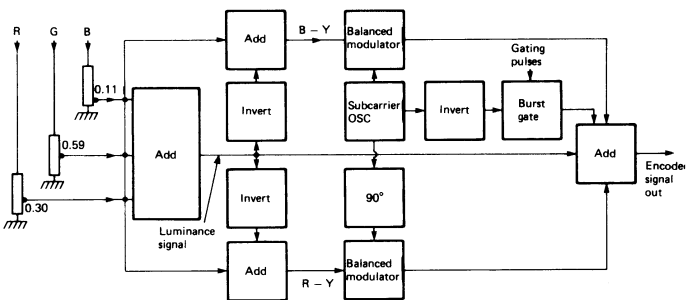 R G B
0.11
0.59
0.30
Add
Luminance
signal
Add
B – Y
Invert
Invert
Add
R – Y
Balanced
modulator
Subcarrier
OSC
90°
Balanced
modulator
Invert
Gating
pulses
Burst
gate
Add
Encoded
signal
out